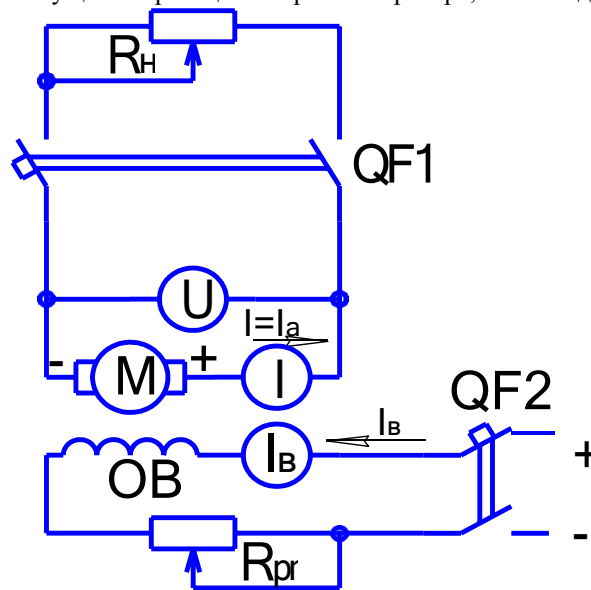 Rн
QF1
U
I=Ia
-
+
M
I
QF2
Iв
Iв
+
ОВ
Rpr
-